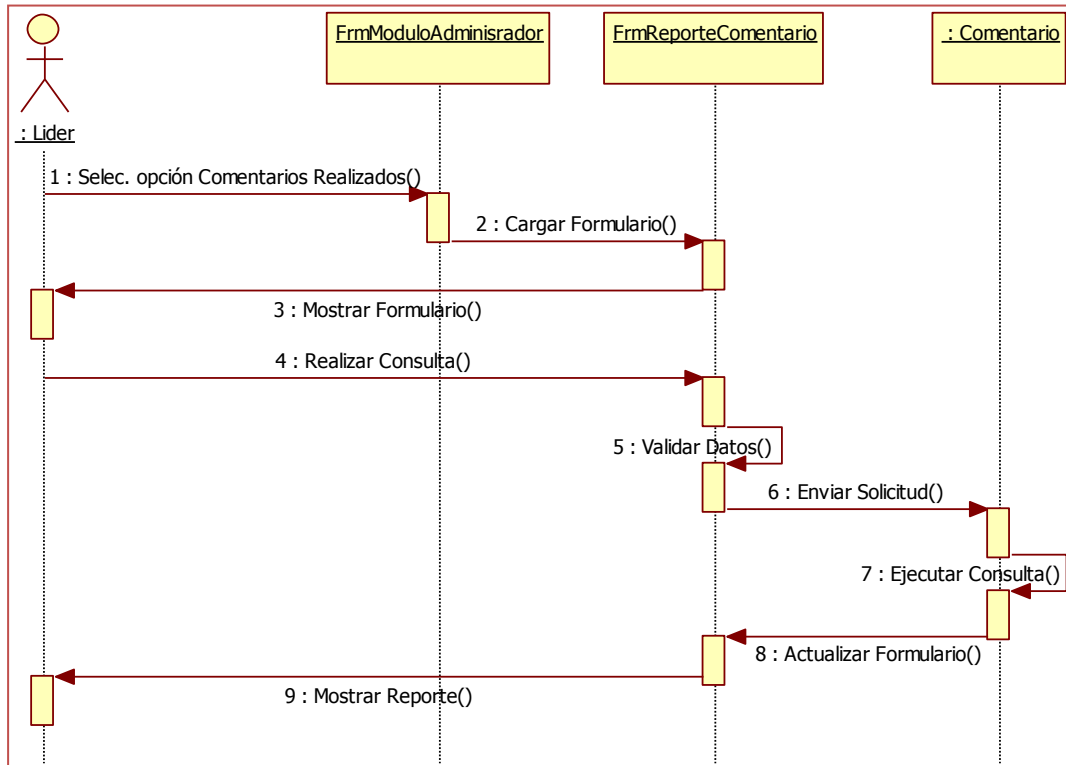 FrmModuloAdminisrador
FrmReporteComentario
: Comentario
: Lider
1 : Selec. opción Comentarios Realizados()
2 : Cargar Formulario()
3 : Mostrar Formulario()
4 : Realizar Consulta()
5 : Validar Datos()
6 : Enviar Solicitud()
7 : Ejecutar Consulta()
8 : Actualizar Formulario()
9 : Mostrar Reporte()